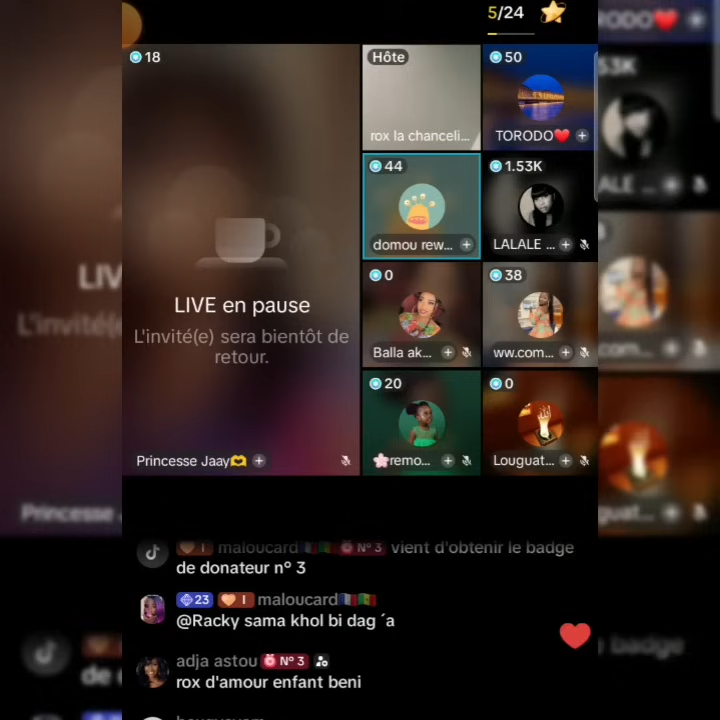 5/24
18
Hôte
rox la chanceli...
50
TORODO❤️
44
domou rew...
1.53K
LALALE ...
LIVE en pause
L'invité(e) sera bientôt de
retour.
0
Balla ak...
38
ww.com...
Princesse Jaay🫶
20
🌸remo...
0
Louguat...
I maloucard🇫🇷🇸🇳 N° 3 vient d'obtenir le badge
de donateur n° 3
23 I maloucard🇫🇷🇸🇳
@Racky sama khol bi dag ´a
adja astou N° 3
rox d'amour enfant beni